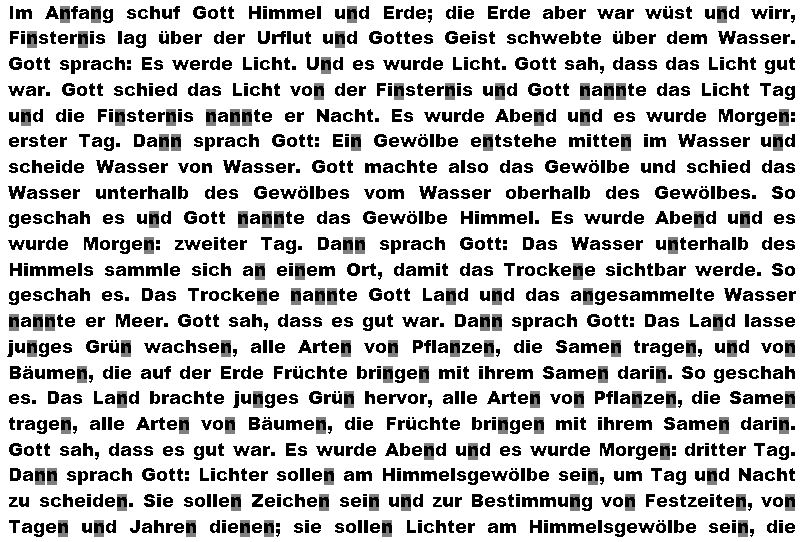 Im Anfang schuf Gott Himmel und Erde; die Erde aber war wüst und wirr,
Finsternis lag über der Urflut und Gottes Geist schwebte über dem Wasser.
Gott sprach: Es werde Licht. Und es wurde Licht. Gott sah, dass das Licht gut
war. Gott schied das Licht von der Finsternis und Gott nannte das Licht Tag
und die Finsternis nannte er Nacht. Es wurde Abend und es wurde Morgen:
erster Tag. Dann sprach Gott: Ein Gewölbe entstehe mitten im Wasser und
scheide Wasser von Wasser. Gott machte also das Gewölbe und schied das
Wasser unterhalb des Gewölbes vom Wasser oberhalb des Gewölbes. So
geschah es und Gott nannte das Gewölbe Himmel. Es wurde Abend und es
wurde Morgen: zweiter Tag. Dann sprach Gott: Das Wasser unterhalb des
Himmels sammle sich an einem Ort, damit das Trockene sichtbar werde. So
geschah es. Das Trockene nannte Gott Land und das angesammelte Wasser
nannte er Meer. Gott sah, dass es gut war. Dann sprach Gott: Das Land lasse
junges Grün wachsen, alle Arten von Pflanzen, die Samen tragen, und von
Bäumen, die auf der Erde Früchte bringen mit ihrem Samen darin. So geschah
es. Das Land brachte junges Grün hervor, alle Arten von Pflanzen, die Samen
tragen, alle Arten von Bäumen, die Früchte bringen mit ihrem Samen darin.
Gott sah, dass es gut war. Es wurde Abend und es wurde Morgen: dritter Tag.
Dann sprach Gott: Lichter sollen am Himmelsgewölbe sein, um Tag und Nacht
zu scheiden. Sie sollen Zeichen sein und zur Bestimmung von Festzeiten, von
Tagen und Jahren dienen; sie sollen Lichter am Himmelsgewölbe sein, die